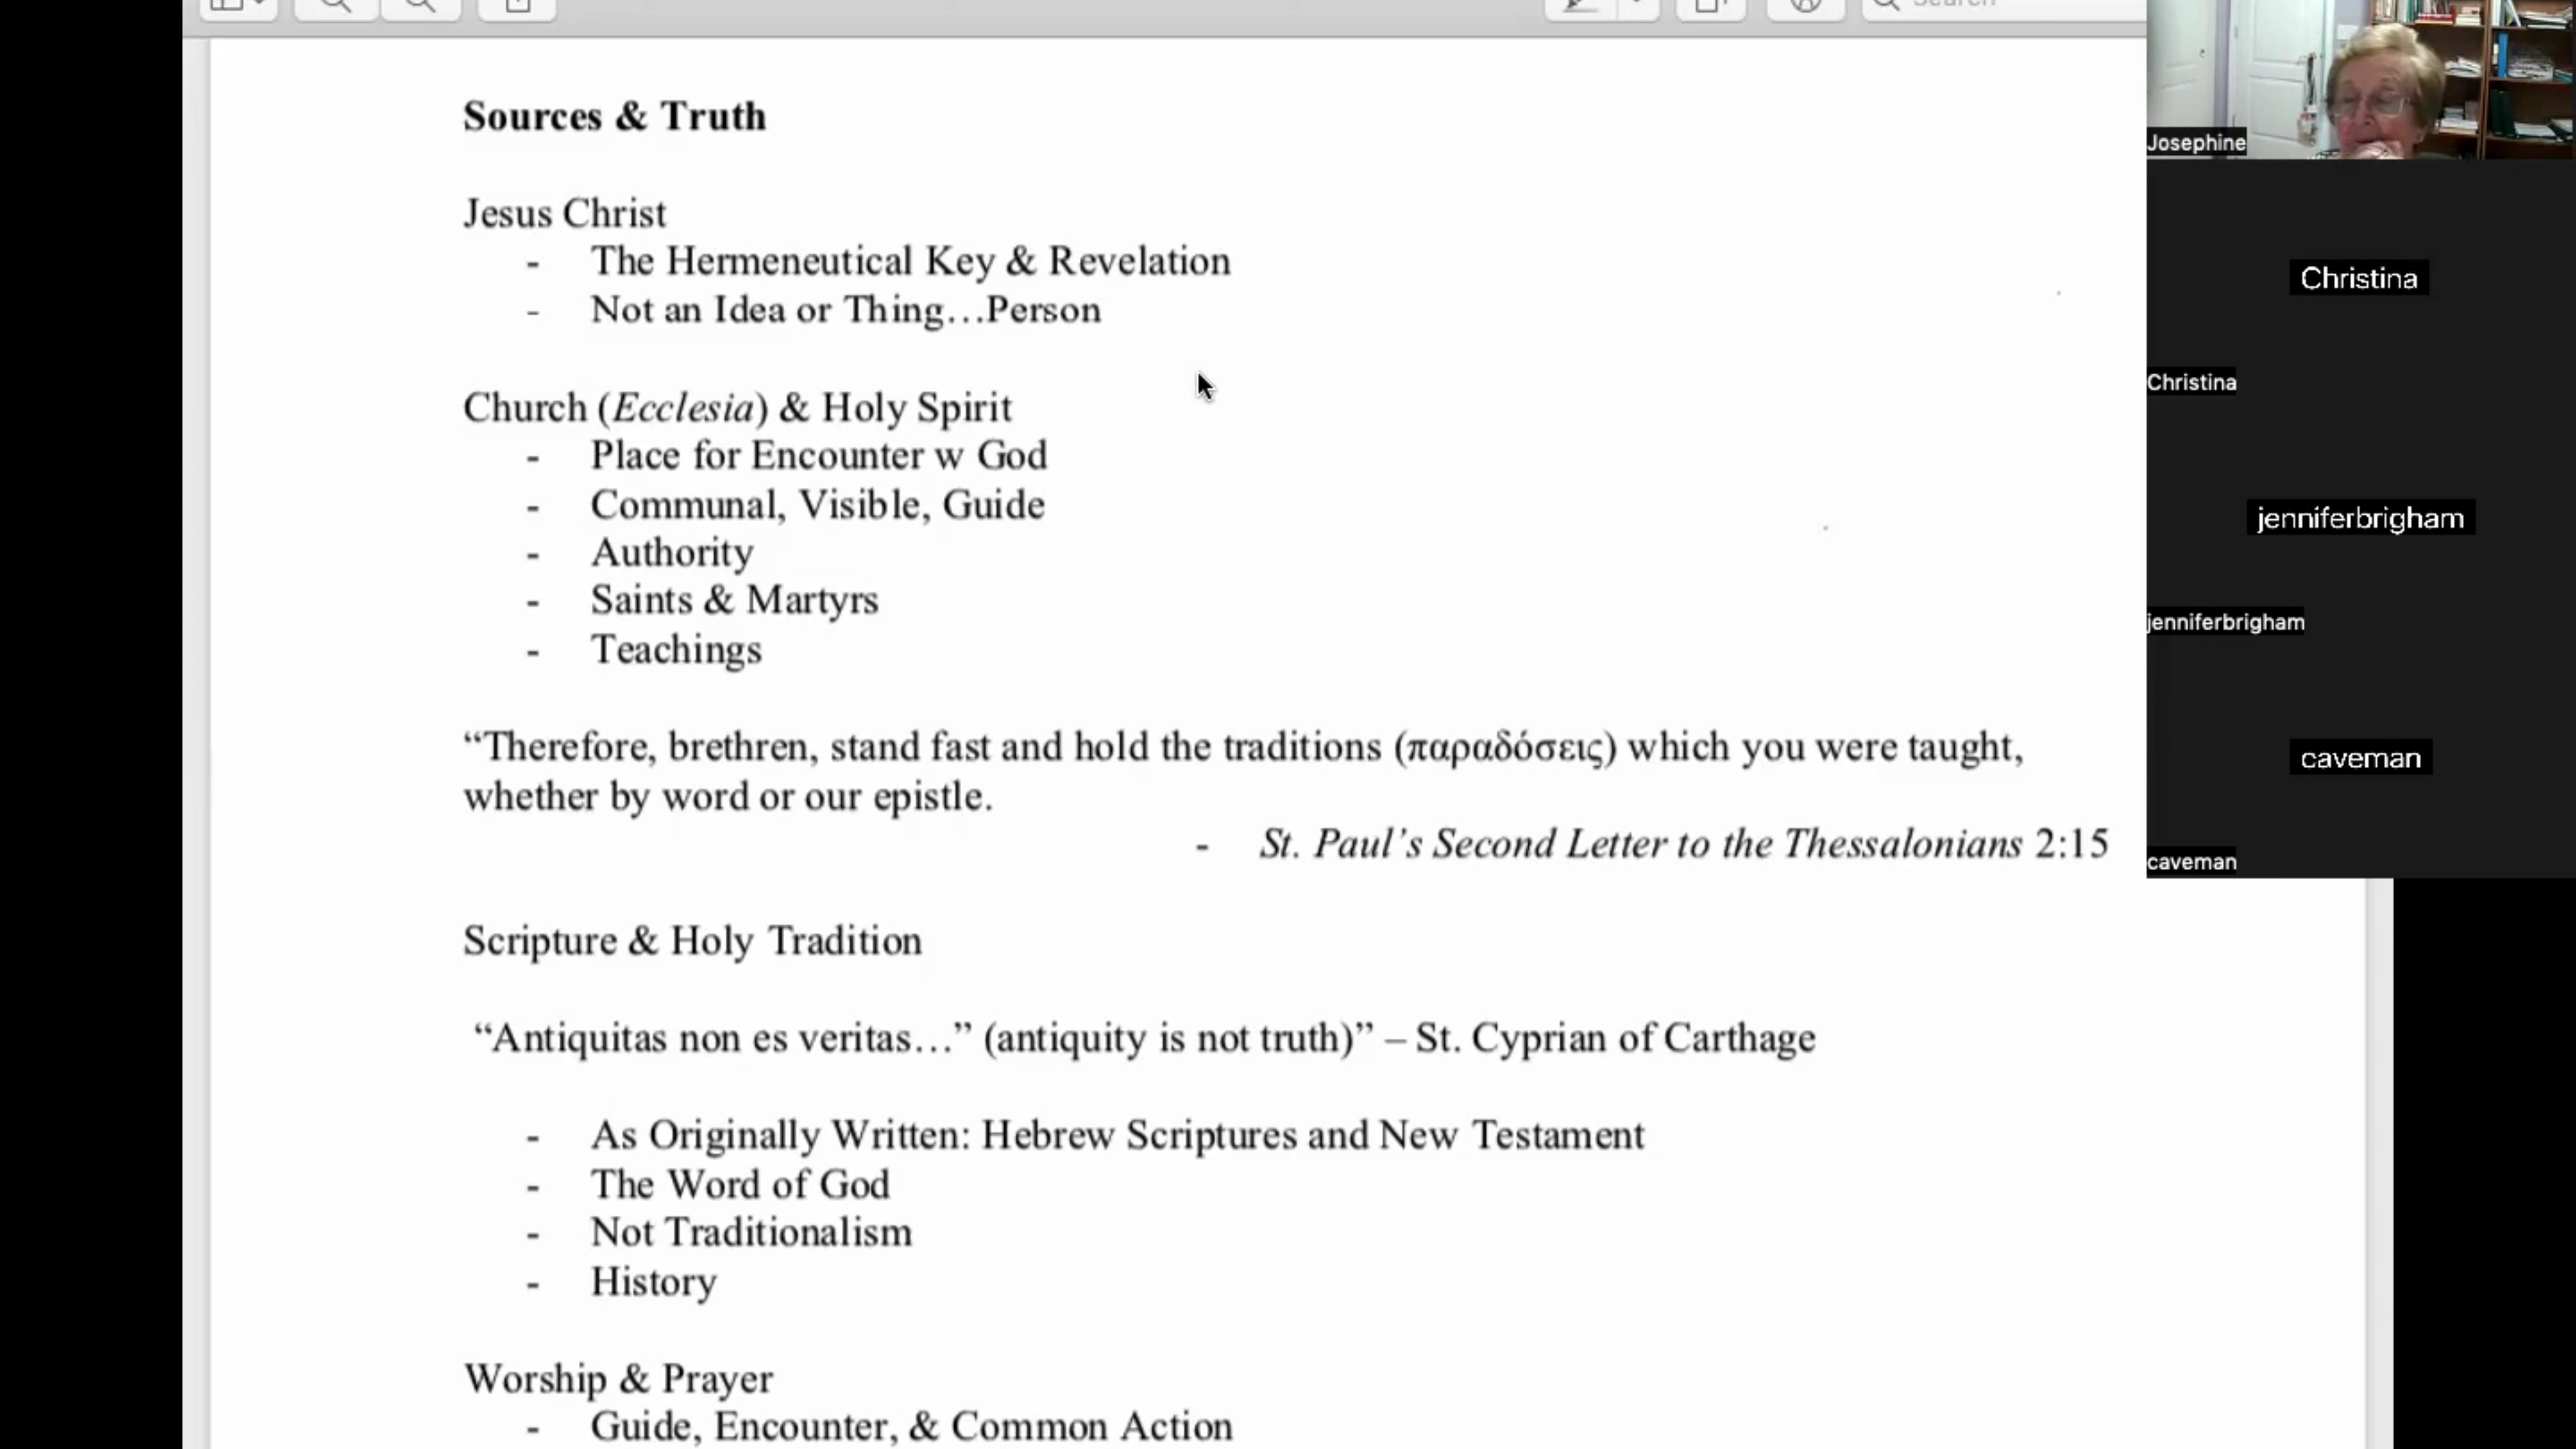 Search
Sources & Truth
Jesus Christ
- The Hermeneutical Key & Revelation
- Not an Idea or Thing…Person
Church (Ecclesia) & Holy Spirit
- Place for Encounter w God
- Communal, Visible, Guide
- Authority
- Saints & Martyrs
- Teachings
“Therefore, brethren, stand fast and hold the traditions (παραδόσεις) which you were taught,
whether by word or our epistle.
- St. Paul’s Second Letter to the Thessalonians 2:15
Scripture & Holy Tradition
“Antiquitas non es veritas…” (antiquity is not truth)” – St. Cyprian of Carthage
- As Originally Written: Hebrew Scriptures and New Testament
- The Word of God
- Not Traditionalism
- History
Worship & Prayer
- Guide, Encounter, & Common Action
Josephine
Christina
Christina
jenniferbrigham
jenniferbrigham
caveman
caveman